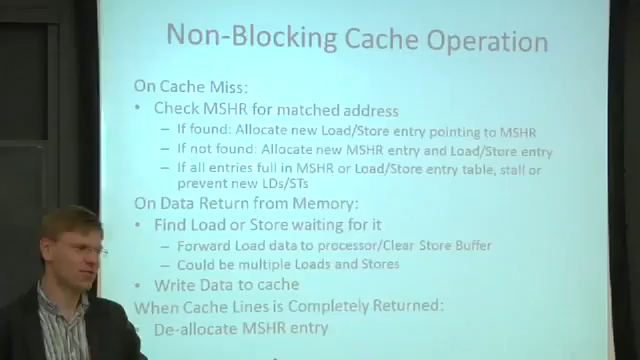 Non-Blocking Cache Operation
On Cache Miss:
• Check MSHR for matched address
– If found: Allocate new Load/Store entry pointing to MSHR
– If not found: Allocate new MSHR entry and Load/Store entry
– If all entries full in MSHR or Load/Store entry table, stall or
prevent new LDs/STs
On Data Return from Memory:
• Find Load or Store waiting for it
– Forward Load data to processor/Clear Store Buffer
– Could be multiple Loads and Stores
• Write Data to cache
When Cache Lines is Completely Returned:
• De-allocate MSHR entry